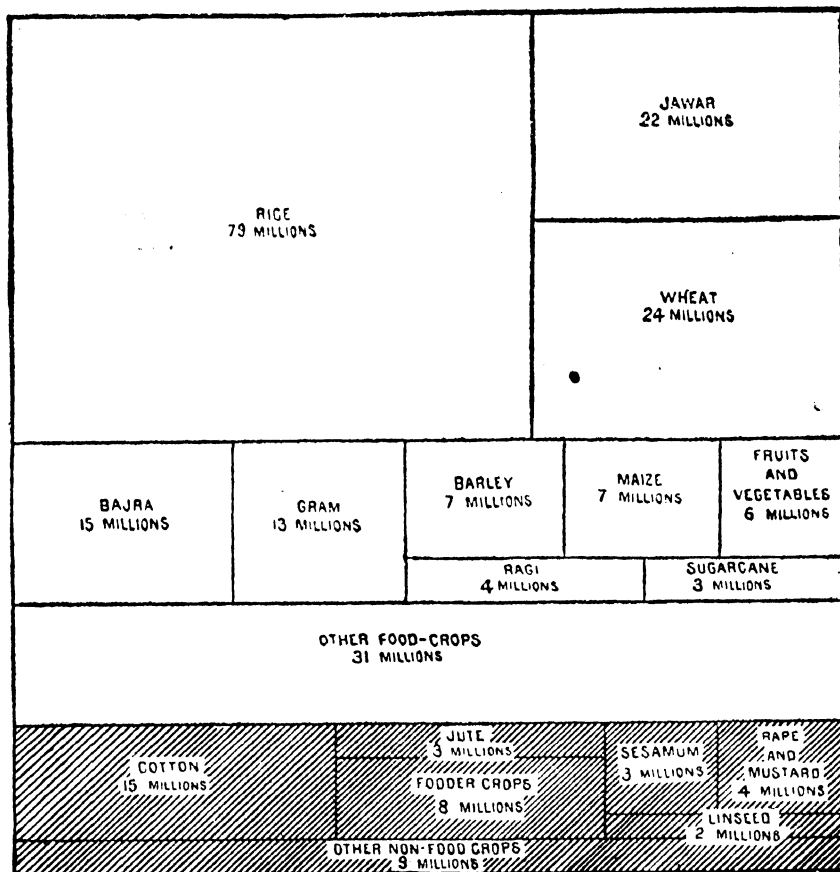 RICE
79 MILLIONS
JAWAR
22 MILLIONS
WHEAT
24 MILLIONS
BAJRA
15 MILLIONS
GRAM
13 MILLIONS
BARLEY
7 MILLIONS
MAIZE
7 MILLIONS
FRUITS
AND
VEGETABLES
6 MILLIONS
RAGI
4 MILLIONS
SUGARCANE
3 MILLIONS
OTHER FOOD-CROPS
31 MILLIONS
COTTON
15 MILLIONS
JUTE
3 MILLIONS
FODDER CROPS
8 MILLIONS
SESAMUM
3 MILLIONS
RAPE
AND
MUSTARD
4 MILLIONS
LINSEED
2 MILLIONS
OTHER NON-FOOD CROPS
9 MILLIONS